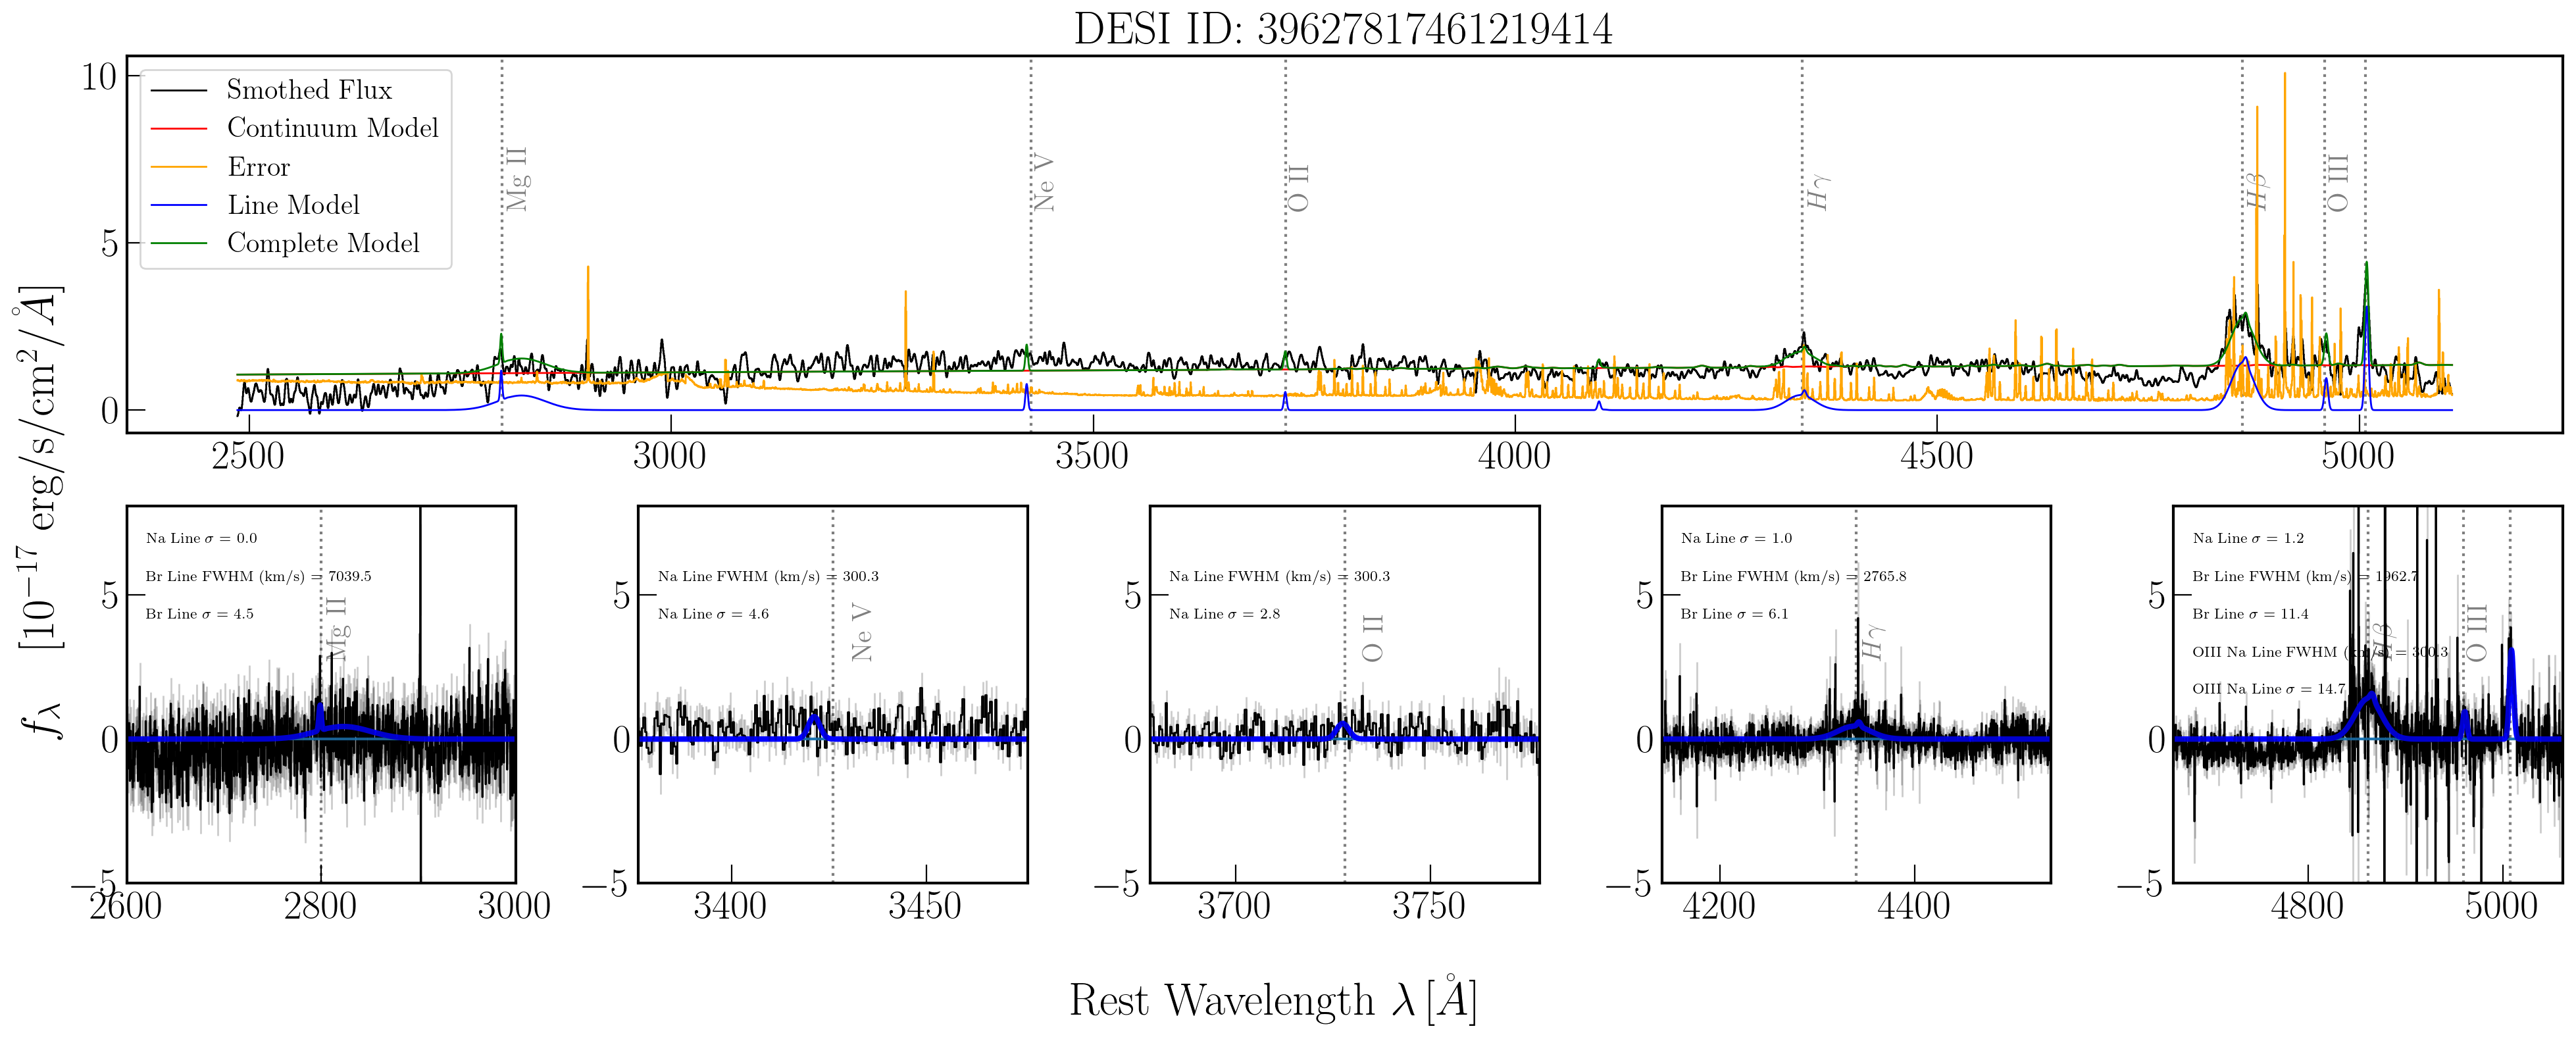 DESI ID: 39627817461219414
10
5
0
Smothed Flux
Continuum Model
Error
Line Model
Complete Model
Mg II
Ne V
O II
Hγ
Hβ
O III
2500 3000 3500 4000 4500 5000
f_λ [10^{-17} erg/s/cm^2/Å]
5
0
−5
Na Line σ = 0.0
Br Line FWHM (km/s) = 7039.5
Br Line σ = 4.5
Mg II
2600 2800 3000
5
0
−5
Na Line FWHM (km/s) = 300.3
Na Line σ = 4.6
Ne V
3400 3450
5
0
−5
Na Line FWHM (km/s) = 300.3
Na Line σ = 2.8
O II
3700 3750
5
0
−5
Na Line σ = 1.0
Br Line FWHM (km/s) = 2765.8
Br Line σ = 6.1
Hγ
4200 4400
5
0
−5
Na Line σ = 1.2
Br Line FWHM (km/s) = 1962.7
Br Line σ = 11.4
OIII Na Line FWHM (km/s) = 300.3
OIII Na Line σ = 14.7
Hβ
O III
4800 5000
Rest Wavelength λ [Å]